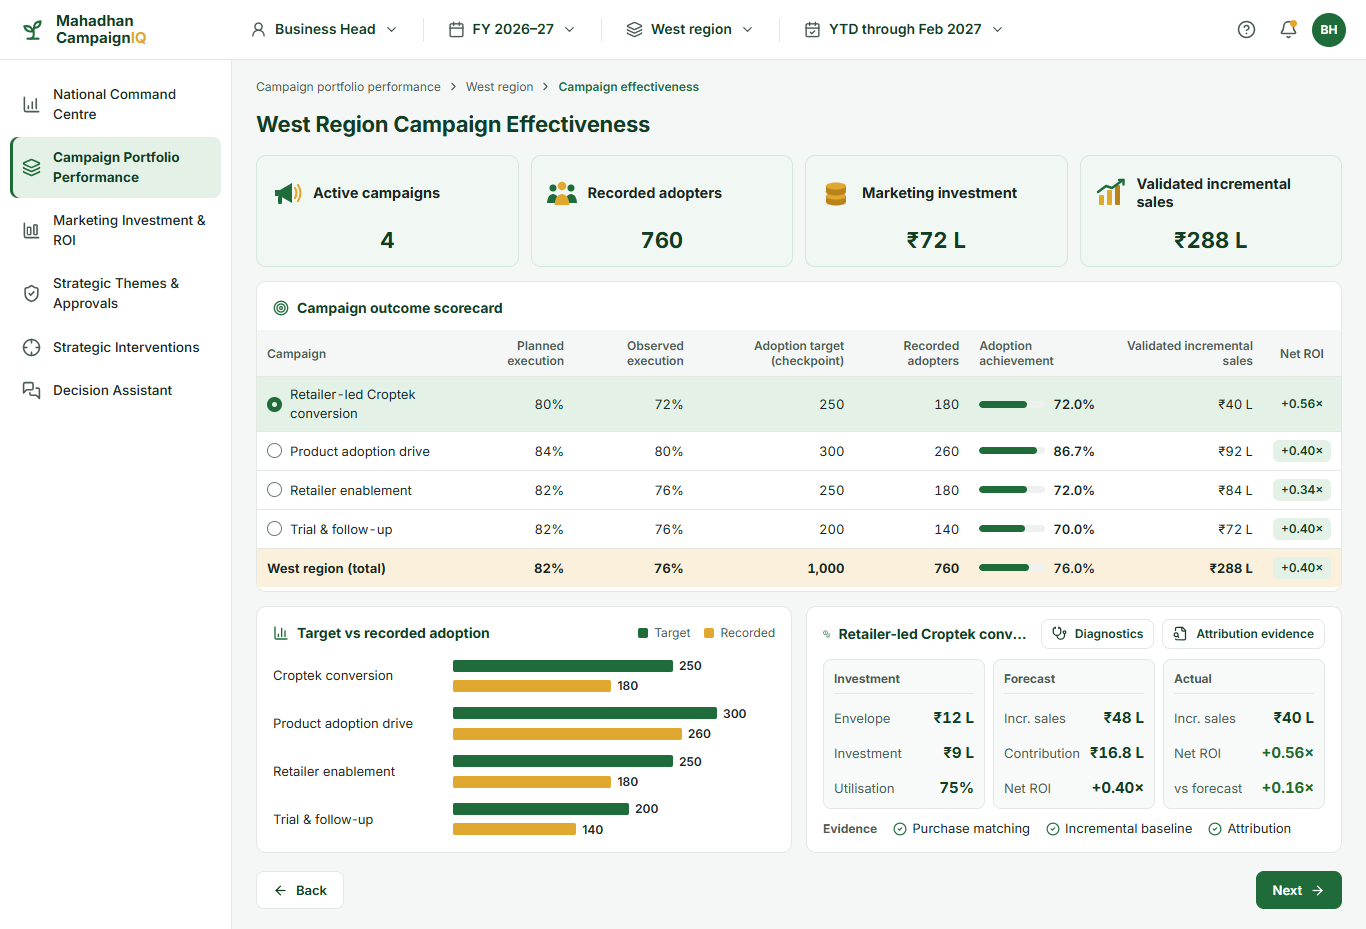 Mahadhan
CampaignIQ
Business Head
FY 2026–27
West region
YTD through Feb 2027
BH
National Command
Centre
Campaign Portfolio
Performance
Marketing Investment &
ROI
Strategic Themes &
Approvals
Strategic Interventions
Decision Assistant
Campaign portfolio performance > West region > Campaign effectiveness
West Region Campaign Effectiveness
Active campaigns
4
Recorded adopters
760
Marketing investment
₹72 L
Validated incremental
sales
₹288 L
Campaign outcome scorecard
Campaign Planned execution Observed execution Adoption target (checkpoint) Recorded adopters Adoption achievement Validated incremental sales Net ROI
Retailer-led Croptek
conversion 80% 72% 250 180 72.0% ₹40 L +0.56×
Product adoption drive 84% 80% 300 260 86.7% ₹92 L +0.40×
Retailer enablement 82% 76% 250 180 72.0% ₹84 L +0.34×
Trial & follow-up 82% 76% 200 140 70.0% ₹72 L +0.40×
West region (total) 82% 76% 1,000 760 76.0% ₹288 L +0.40×
Target vs recorded adoption
Target Recorded
Croptek conversion 250
180
Product adoption drive 300
260
Retailer enablement 250
180
Trial & follow-up 200
140
Retailer-led Croptek conv...
Diagnostics
Attribution evidence
Investment
Envelope ₹12 L
Investment ₹9 L
Utilisation 75%
Forecast
Incr. sales ₹48 L
Contribution ₹16.8 L
Net ROI +0.40×
Actual
Incr. sales ₹40 L
Net ROI +0.56×
vs forecast +0.16×
Evidence Purchase matching Incremental baseline Attribution
← Back
Next →